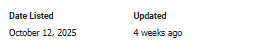 Date Listed Updated
October 12, 2025 4 weeks ago